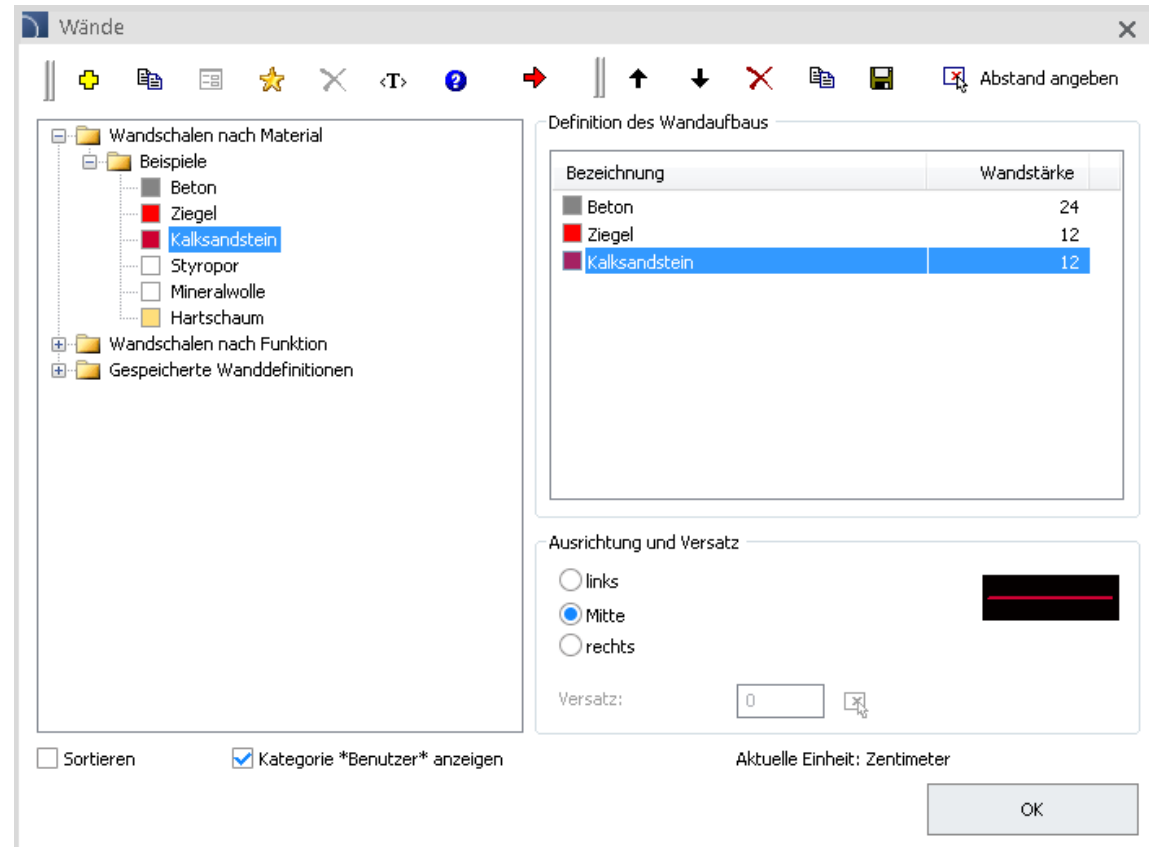 Wände
<T>
Abstand angeben
Wandschalen nach Material
Beispiele
Beton
Ziegel
Kalksandstein
Styropor
Mineralwolle
Hartschaum
Wandschalen nach Funktion
Gespeicherte Wanddefinitionen
Definition des Wandaufbaus
Bezeichnung Wandstärke
Beton 24
Ziegel 12
Kalksandstein 12
Ausrichtung und Versatz
links
Mitte
rechts
Versatz: 0
Sortieren
Kategorie *Benutzer* anzeigen
Aktuelle Einheit: Zentimeter
OK